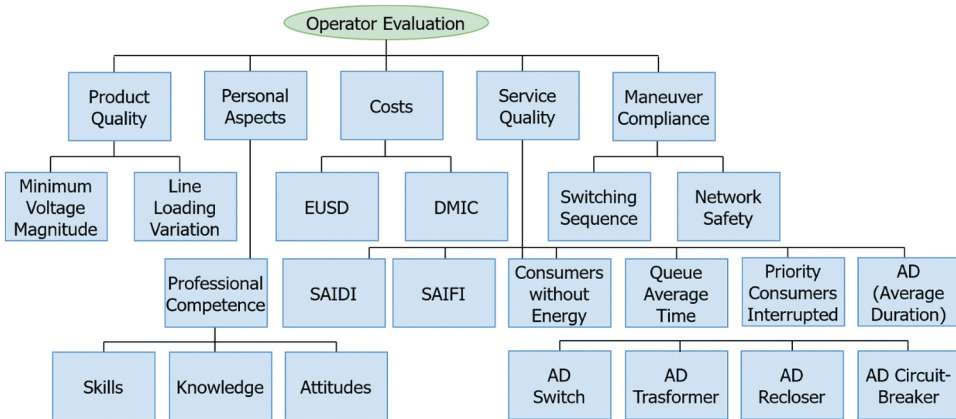 Operator Evaluation
Product
Quality
Personal
Aspects
Costs
Service
Quality
Maneuver
Compliance
Minimum
Voltage
Magnitude
Line
Loading
Variation
EUSD
DMIC
Switching
Sequence
Network
Safety
Professional
Competence
SAIDI
SAIFI
Consumers
without
Energy
Queue
Average
Time
Priority
Consumers
Interrupted
AD
(Average
Duration)
Skills
Knowledge
Attitudes
AD
Switch
AD
Trasformer
AD
Recloser
AD Circuit-
Breaker